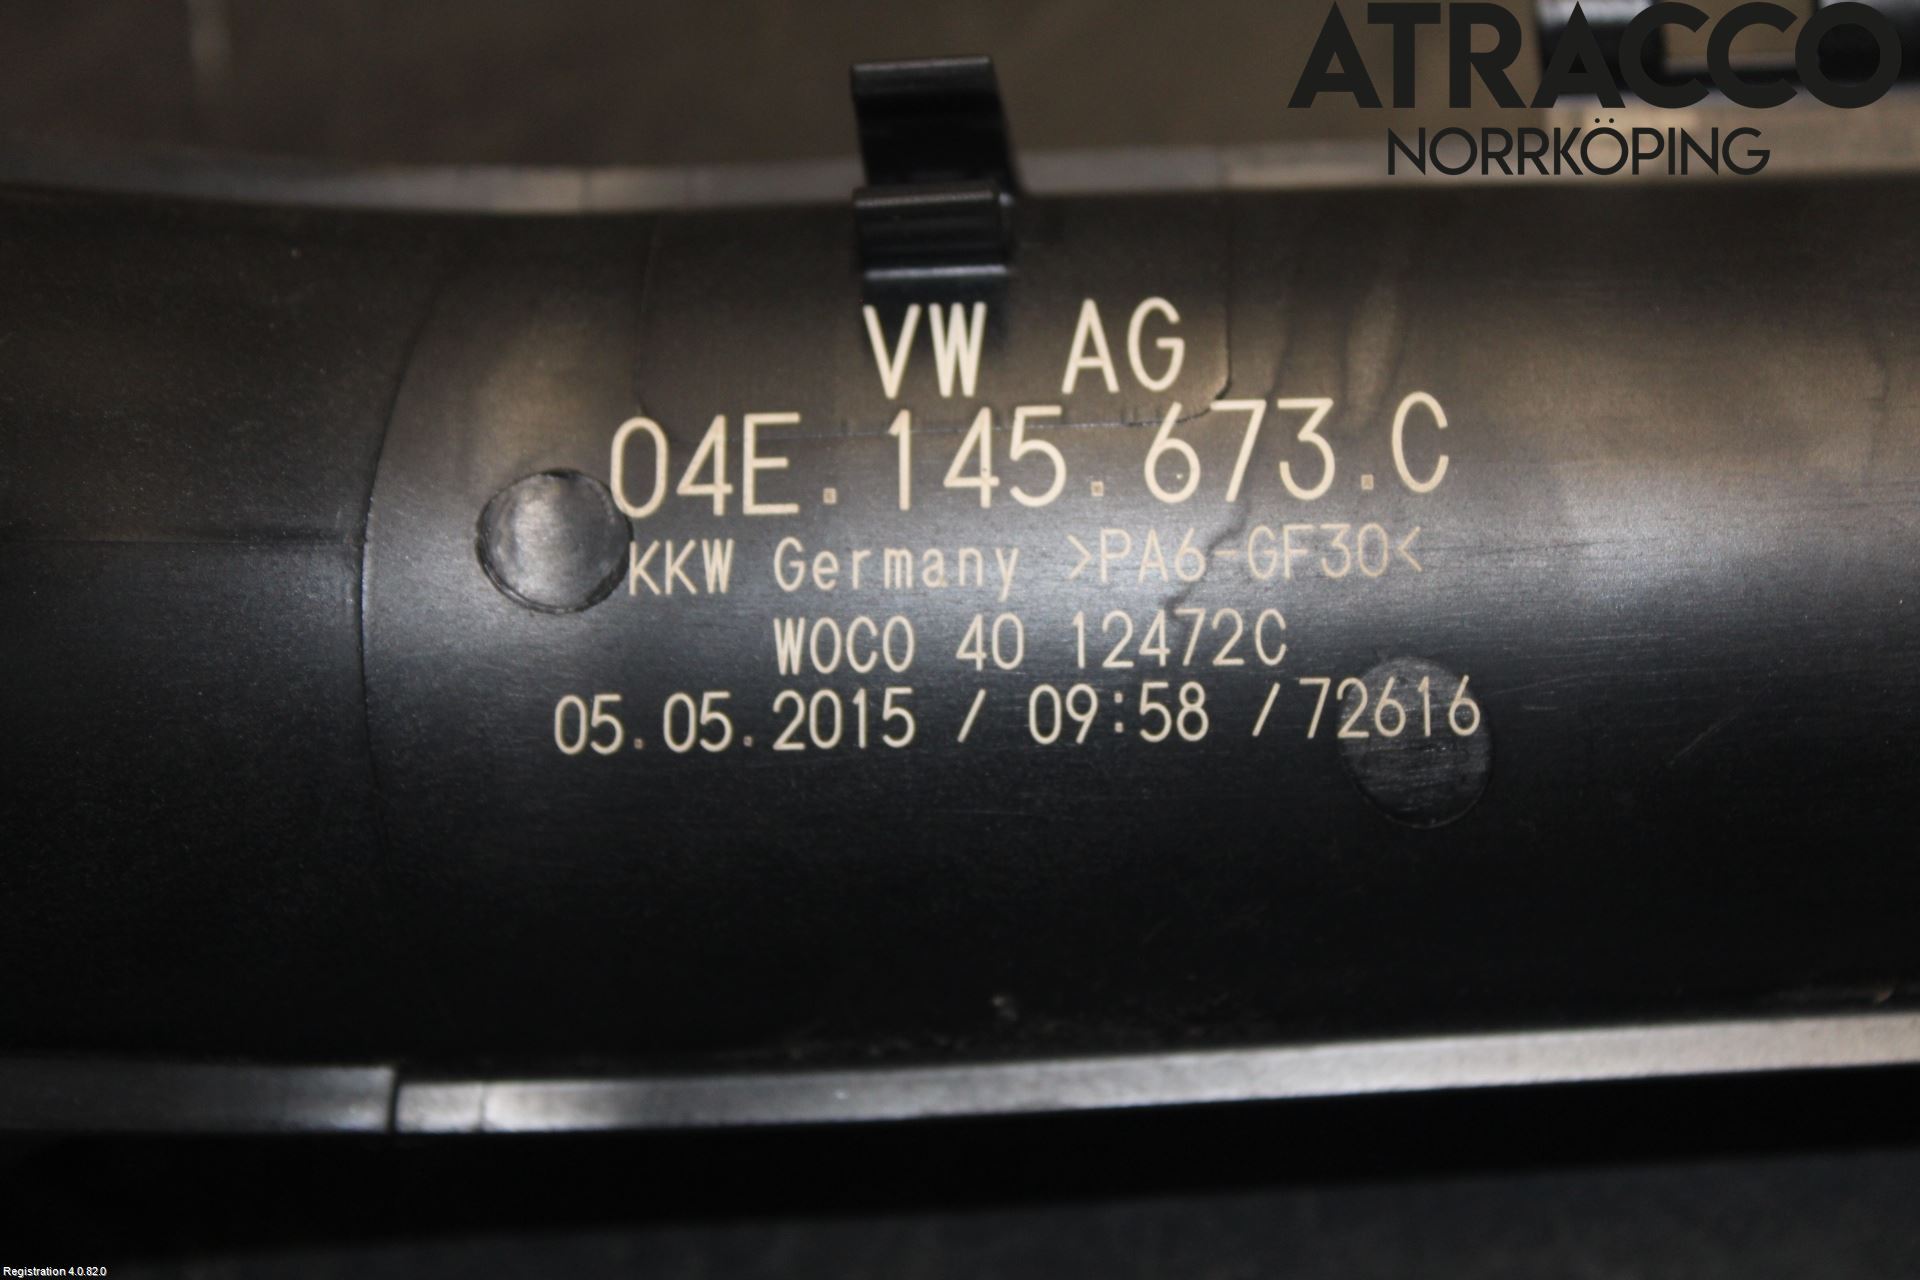 ATRACCO
NORRKÖPING
VW AG
04E.145.673.C
KKW Germany >PA6-GF30<
WOCO 40 12472C
05.05.2015 / 09:58 /72616
Registration 4.0.82.0